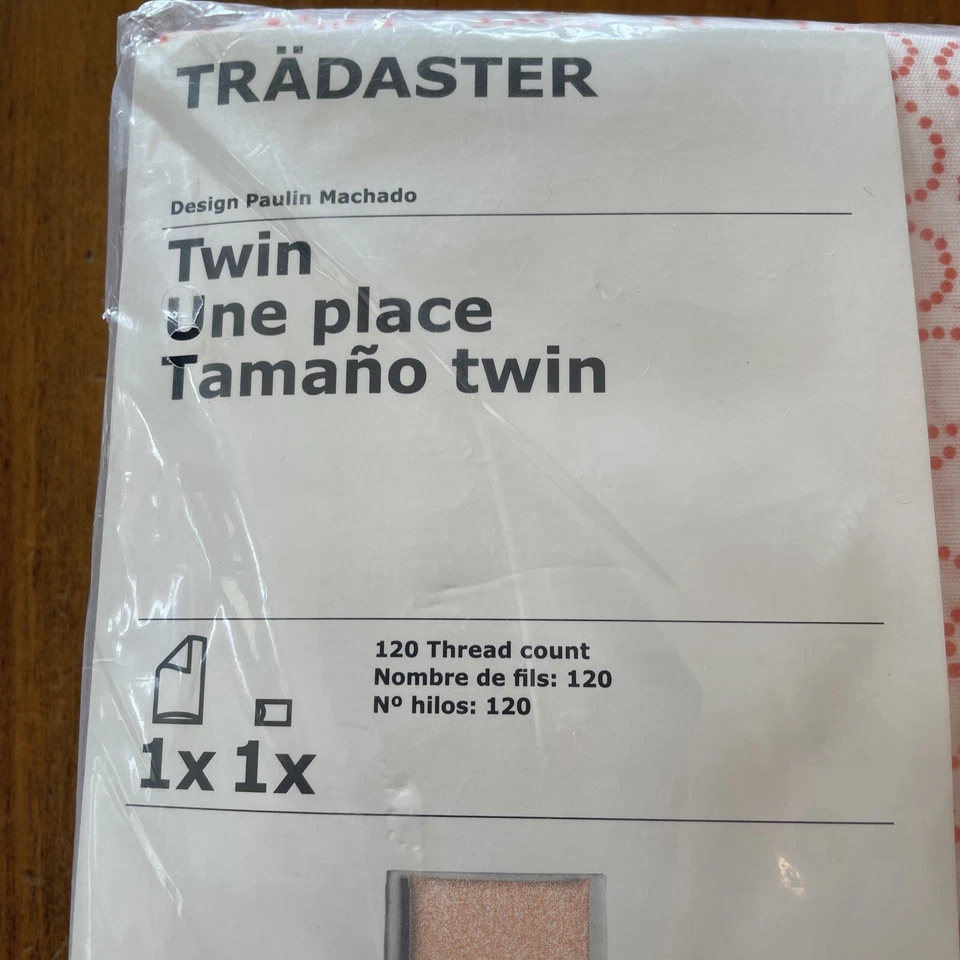 TRÄDASTER
Design Paulin Machado
Twin
Une place
Tamaño twin
120 Thread count
Nombre de fils: 120
Nº hilos: 120
1x 1x